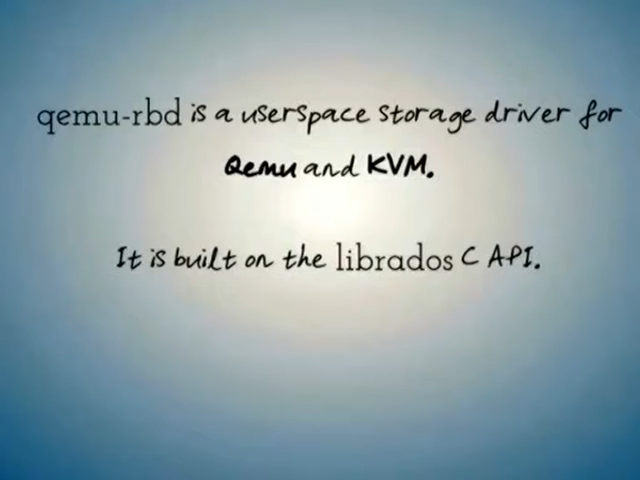 qemu-rbd is a userspace storage driver for
Qemu and KVM.
It is built on the librados C API.